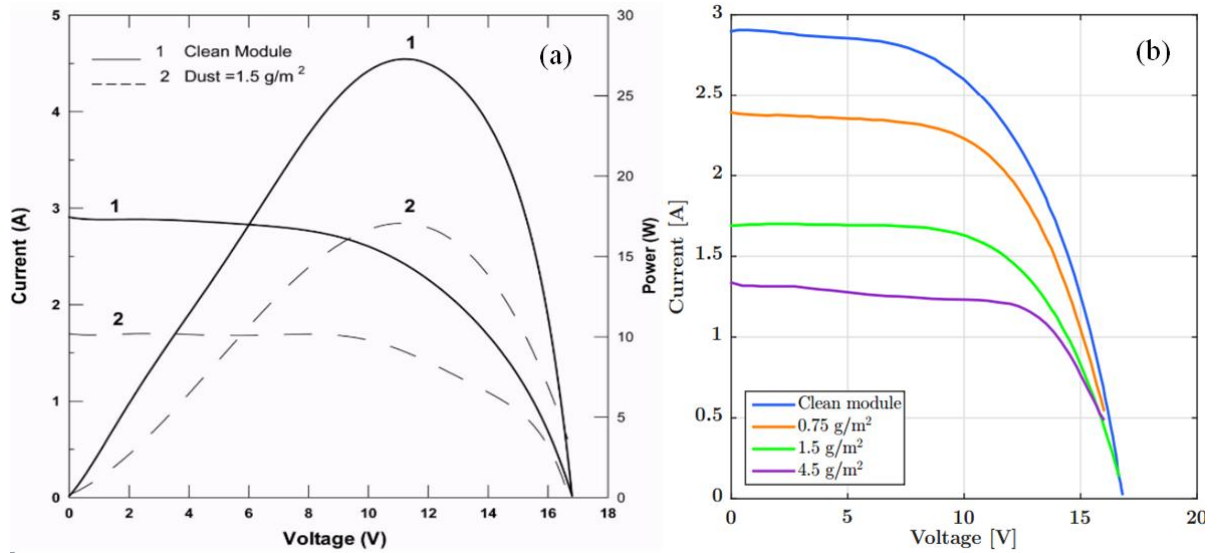 5
4
3
2
1
0
Current (A)
1 Clean Module
2 Dust =1.5 g/m 2
1
(a)
1
2
2
30
25
20
15
10
5
0
Power (W)
0 2 4 6 8 10 12 14 16 18
Voltage (V)
3
2.5
2
1.5
1
0.5
0
Current [A]
(b)
Clean module
0.75 g/m²
1.5 g/m²
4.5 g/m²
0 5 10 15 20
Voltage [V]